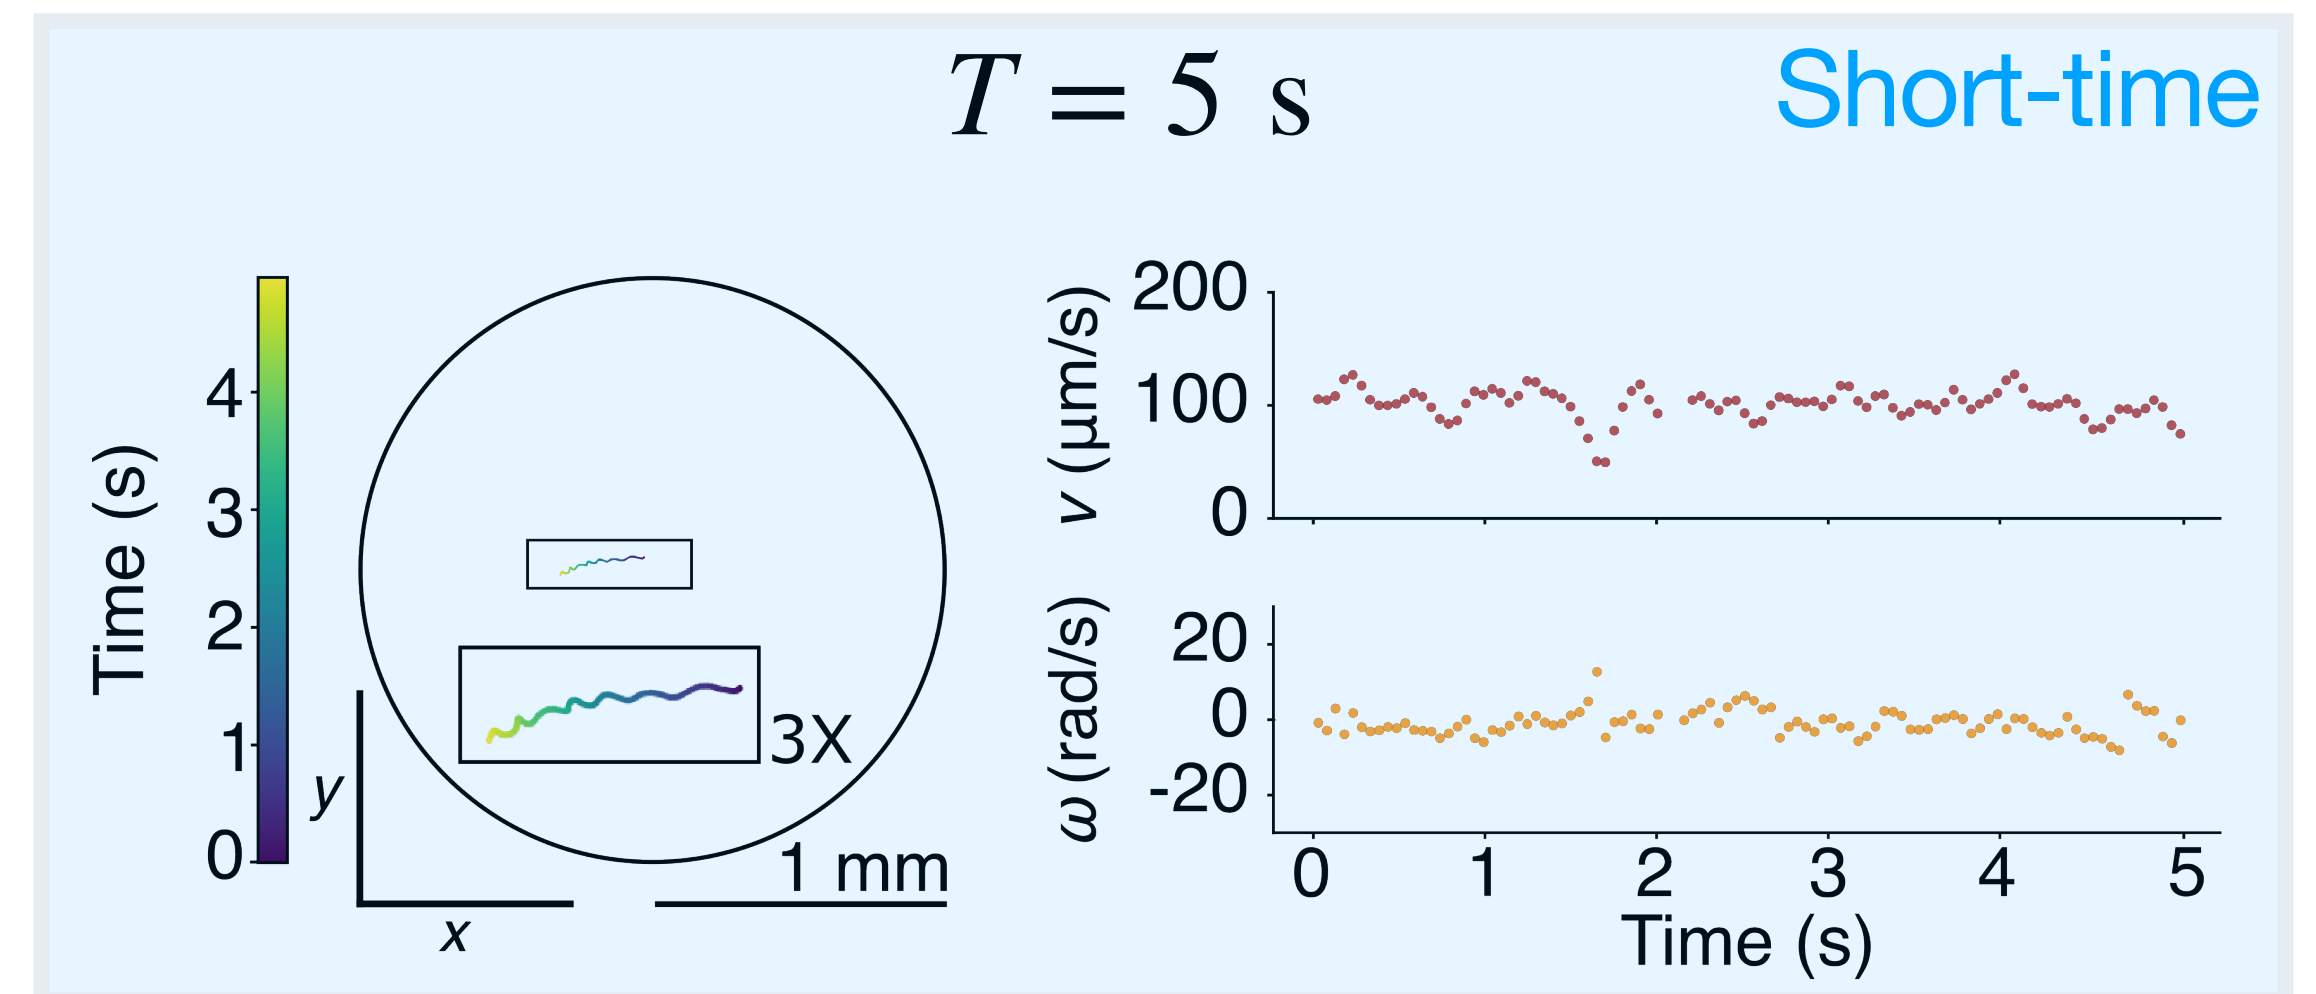 T = 5 s
Short-time
Time (s)
4
3
2
1
0
3X
y
x
1 mm
v (μm/s)
200
100
0
ω (rad/s)
20
0
-20
0 1 2 3 4 5
Time (s)